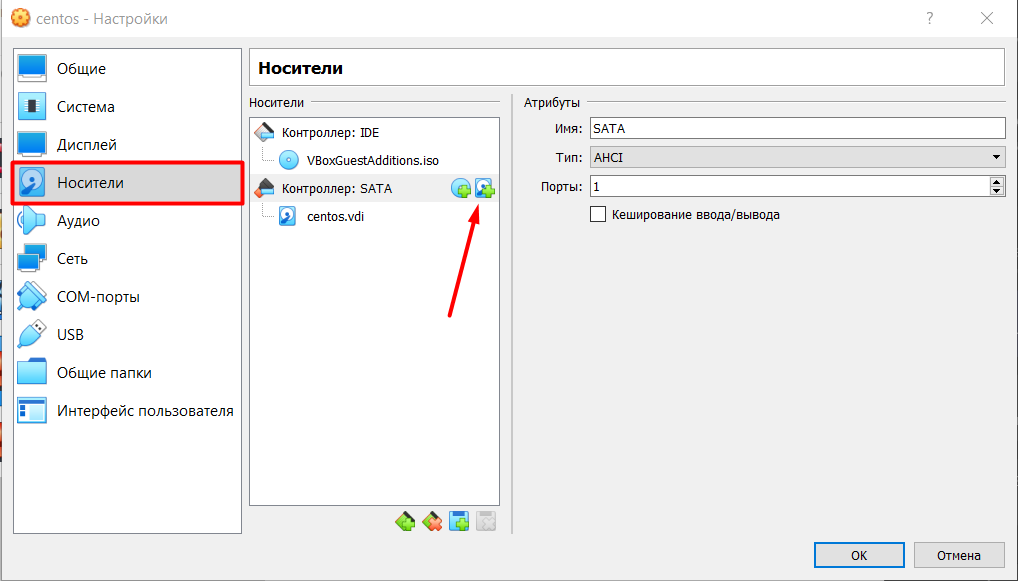 centos - Настройки
?
Общие
Система
Дисплей
Носители
Аудио
Сеть
COM-порты
USB
Общие папки
Интерфейс пользователя
Носители
Носители
Контроллер: IDE
VBoxGuestAdditions.iso
Контроллер: SATA
centos.vdi
Атрибуты
Имя: SATA
Тип: AHCI
Порты: 1
Кеширование ввода/вывода
OK
Отмена